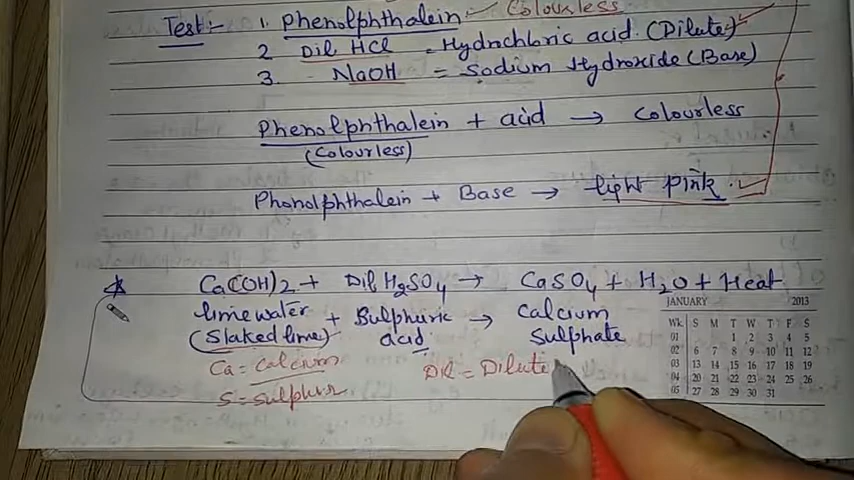 Test:- 1. Phenolphthalein Colourless
2 Dil HCl = Hydrochloric acid. (Dilute)
3 NaOH = Sodium Hydroxide (Base)
Phenolphthalein + acid → Colourless
(Colourless)
Phonolphthalein + Base → light pink.
Ca(OH)2 + Dil H2SO4 → CaSO4 + H2O + Heat
limewater + Sulphuric → Calcium
(Slaked lime) acid Sulphate
Ca = Calcium Dil = Dilute
S = Sulphur
JANUARY 2013
Wk S M T W T F S
01 1 2 3 4 5
02 6 7 8 9 10 11 12
03 13 14 15 16 17 18 19
04 20 21 22 23 24 25 26
05 27 28 29 30 31